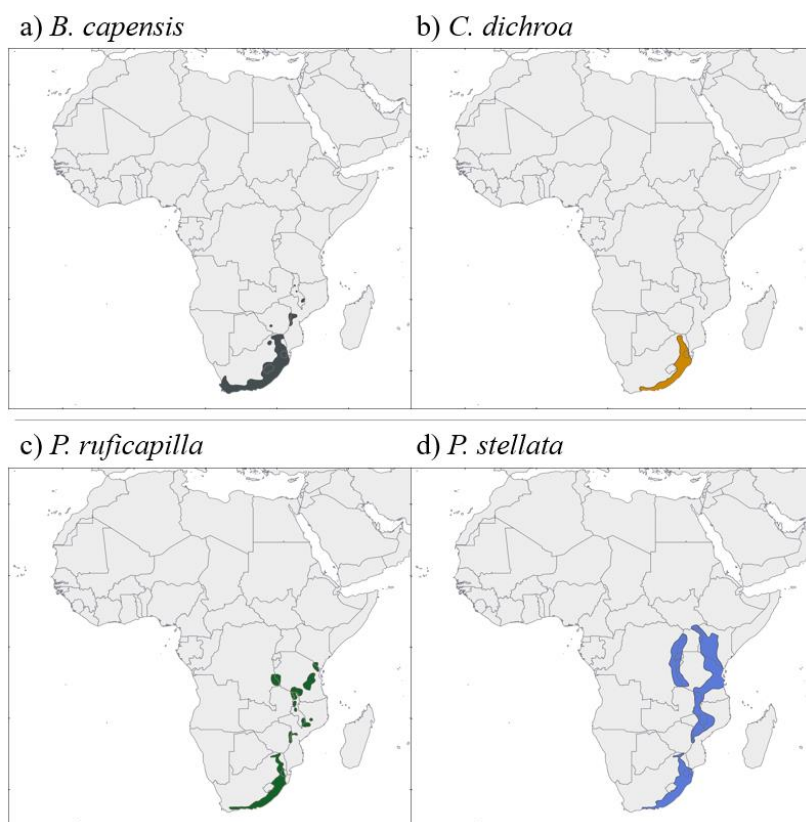 a) B. capensis
b) C. dichroa
c) P. ruficapilla
d) P. stellata